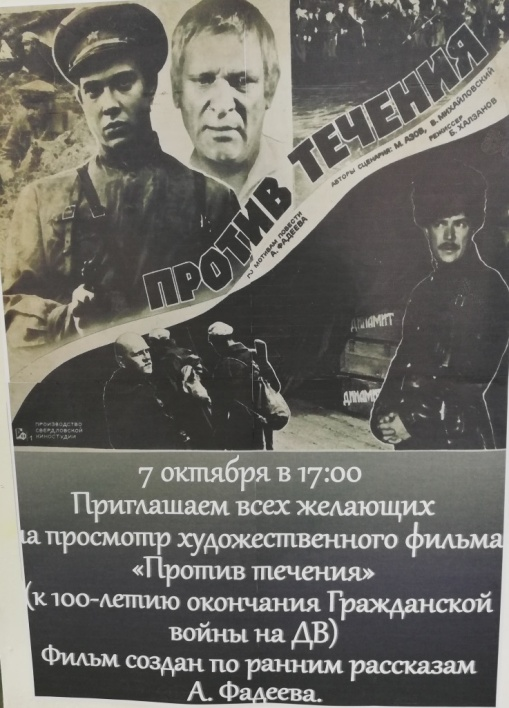 ПРОТИВ ТЕЧЕНИЯ
ПО МОТИВАМ ПОВЕСТИ
А. ФАДЕЕВА
АВТОРЫ СЦЕНАРИЯ: М. АЗОВ, В. МИХАЙЛОВСКИЙ
РЕЖИССЕР
Б. ХАЛЗАНОВ
ДИНАМИТ
ДИНАМИТ
ПРОИЗВОДСТВО
СВЕРДЛОВСКОЙ
КИНОСТУДИИ
7 октября в 17:00
Приглашаем всех желающих
на просмотр художественного фильма
«Против течения»
(к 100-летию окончания Гражданской
войны на ДВ)
Фильм создан по ранним рассказам
А. Фадеева.